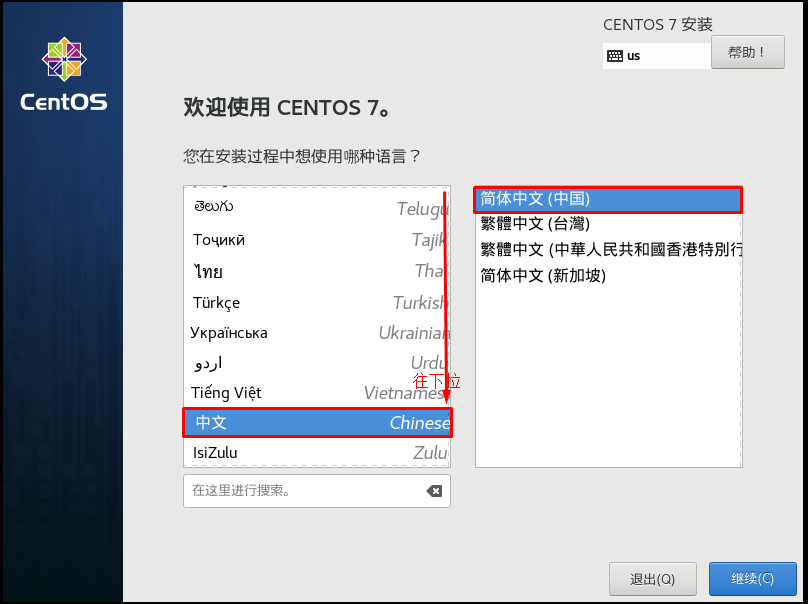 CentOS
CENTOS 7 安装
us
帮助！
欢迎使用 CENTOS 7。
您在安装过程中想使用哪种语言？
తెలుగు Telugu
Тоҷикӣ Tajik
ไทย Thai
Türkçe Turkish
Українська Ukrainian
اردو Urdu
往下拉
Tiếng Việt Vietnamese
中文 Chinese
IsiZulu Zulu
简体中文 (中国)
繁體中文 (台灣)
繁體中文 (中華人民共和國香港特別行
简体中文 (新加坡)
在这里进行搜索。
退出(Q)
继续(C)